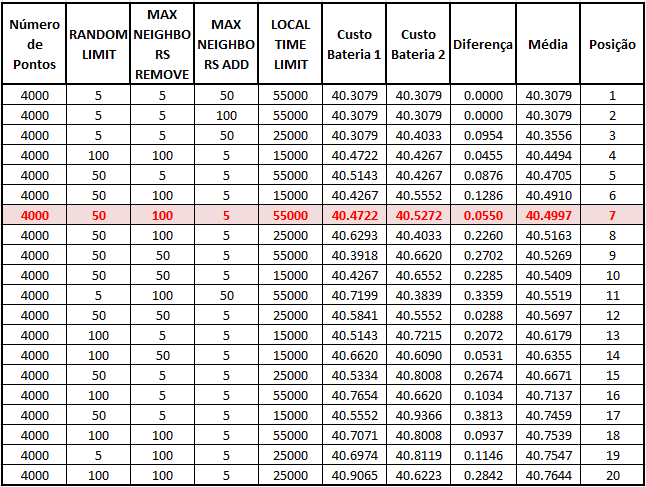 Número de Pontos RANDOM LIMIT MAX NEIGHBO RS REMOVE MAX NEIGHBO RS ADD LOCAL TIME LIMIT Custo Bateria 1 Custo Bateria 2 Diferença Média Posição
4000 5 5 50 55000 40.3079 40.3079 0.0000 40.3079 1
4000 5 5 100 55000 40.3079 40.3079 0.0000 40.3079 2
4000 5 5 50 25000 40.3079 40.4033 0.0954 40.3556 3
4000 100 100 5 15000 40.4722 40.4267 0.0455 40.4494 4
4000 50 5 5 55000 40.5143 40.4267 0.0876 40.4705 5
4000 50 100 5 15000 40.4267 40.5552 0.1286 40.4910 6
4000 50 100 5 55000 40.4722 40.5272 0.0550 40.4997 7
4000 50 100 5 25000 40.6293 40.4033 0.2260 40.5163 8
4000 50 50 5 55000 40.3918 40.6620 0.2702 40.5269 9
4000 50 50 5 15000 40.4267 40.6552 0.2285 40.5409 10
4000 5 100 50 55000 40.7199 40.3839 0.3359 40.5519 11
4000 50 50 5 25000 40.5841 40.5552 0.0288 40.5697 12
4000 100 5 5 15000 40.5143 40.7215 0.2072 40.6179 13
4000 100 50 5 15000 40.6620 40.6090 0.0531 40.6355 14
4000 50 5 5 25000 40.5334 40.8008 0.2674 40.6671 15
4000 100 5 5 55000 40.7654 40.6620 0.1034 40.7137 16
4000 50 5 5 15000 40.5552 40.9366 0.3813 40.7459 17
4000 100 100 5 55000 40.7071 40.8008 0.0937 40.7539 18
4000 5 100 5 25000 40.6974 40.8119 0.1146 40.7547 19
4000 100 100 5 25000 40.9065 40.6223 0.2842 40.7644 20